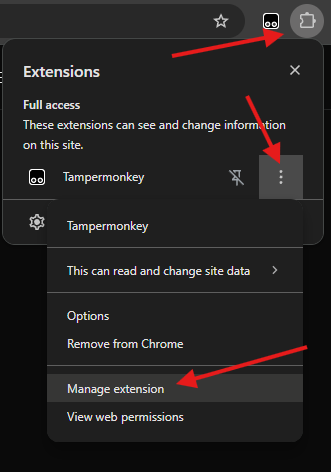 Extensions
Full access
These extensions can see and change information
on this site.
Tampermonkey
Tampermonkey
This can read and change site data
Options
Remove from Chrome
Manage extension
View web permissions